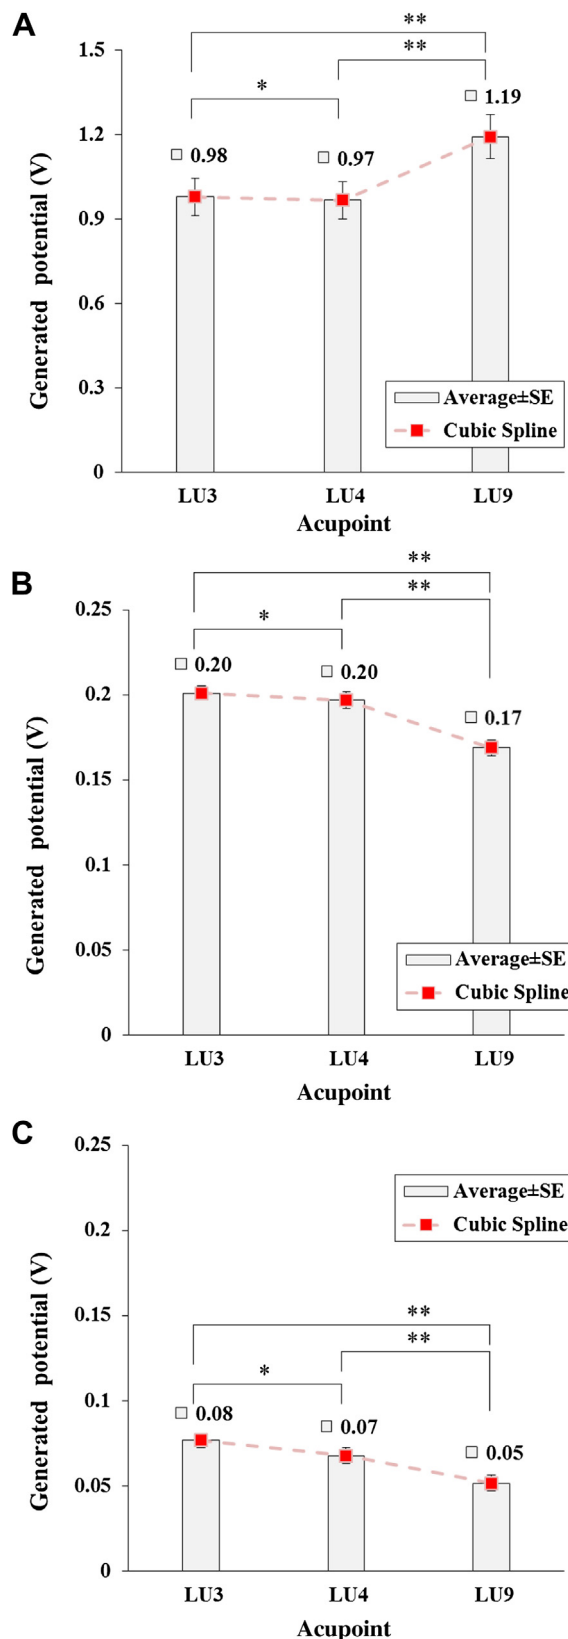 A
**
**
1.5
*
1.19
1.2
0.98
0.97
0.9
Generated potential (V)
0.6
0.3
Average±SE
Cubic Spline
0
LU3 LU4 LU9
Acupoint
B
**
**
0.25
*
0.20
0.20
0.2
0.17
0.15
Generated potential (V)
0.1
0.05
Average±SE
Cubic Spline
0
LU3 LU4 LU9
Acupoint
C
0.25
Average±SE
0.2
Cubic Spline
0.15
Generated potential (V)
**
**
*
0.1
0.08
0.07
0.05
0.05
0
LU3 LU4 LU9
Acupoint